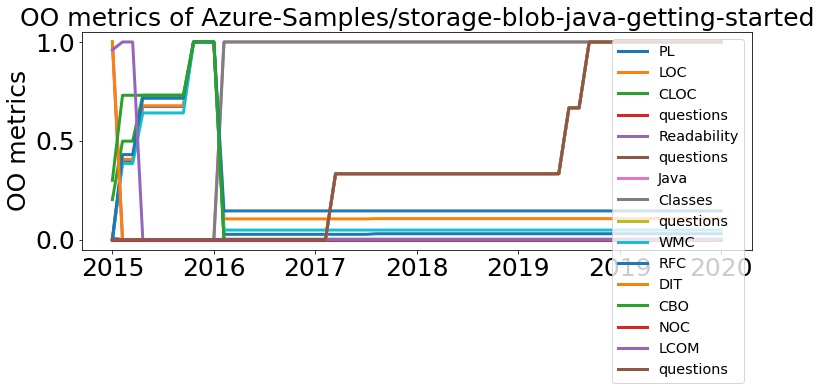 OO metrics of Azure-Samples/storage-blob-java-getting-started
OO metrics
1.0
0.5
0.0
2015
2016
2017
2018
2019
2020
PL
LOC
CLOC
questions
Readability
questions
Java
Classes
questions
WMC
RFC
DIT
CBO
NOC
LCOM
questions